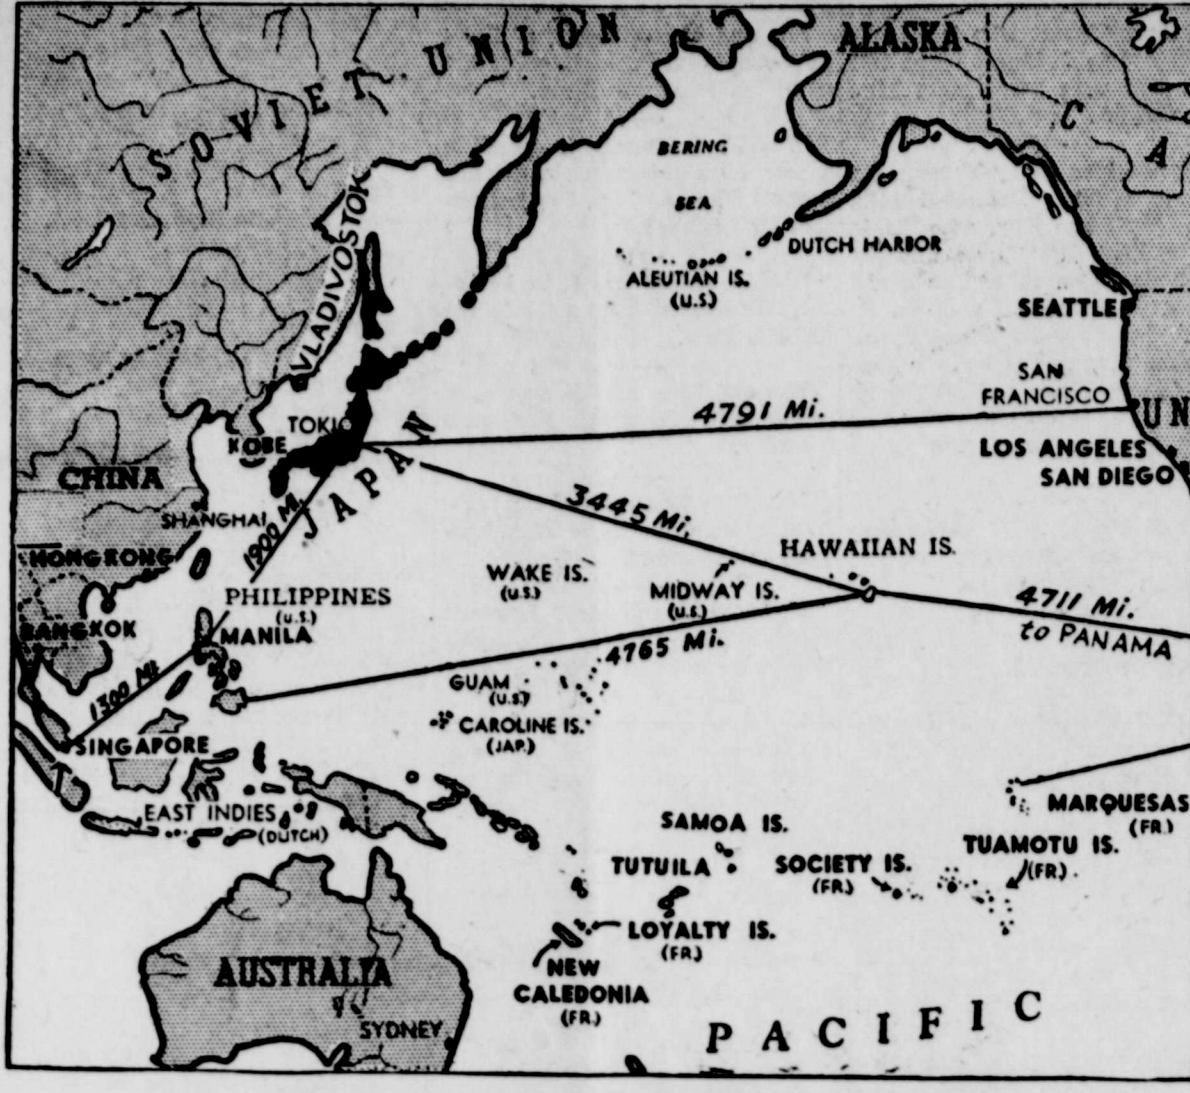 SOVIET UNION
ALASKA
C
A
BERING
SEA
VLADIVOSTOK
DUTCH HARBOR
ALEUTIAN IS.
(U.S.)
SEATTLE
SAN
FRANCISCO
4791 Mi.
UN
TOKIO
KOBE
JAPAN
LOS ANGELES
SAN DIEGO
CHINA
3445 Mi.
SHANGHAI
1900 Mi.
HONGKONG
HAWAIIAN IS.
WAKE IS.
(U.S.)
MIDWAY IS.
(U.S.)
PHILIPPINES
(U.S.)
4711 Mi.
to PANAMA
BANGKOK
MANILA
4765 Mi.
1300 Mi.
GUAM
(U.S.)
CAROLINE IS.
(JAP.)
SINGAPORE
EAST INDIES
(DUTCH)
MARQUESAS
(FR.)
SAMOA IS.
TUTUILA
SOCIETY IS.
(FR.)
TUAMOTU IS.
(FR.)
LOYALTY IS.
(FR.)
NEW
CALEDONIA
(FR.)
AUSTRALIA
SYDNEY
PACIFIC